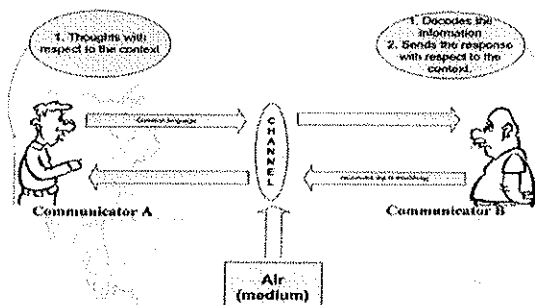 1. Thoughts with
respect to the context
1. Decodes the
information
2. Sends the response
with respect to the
context.
CHANNEL
Communicator A
Communicator B
Air
(medium)